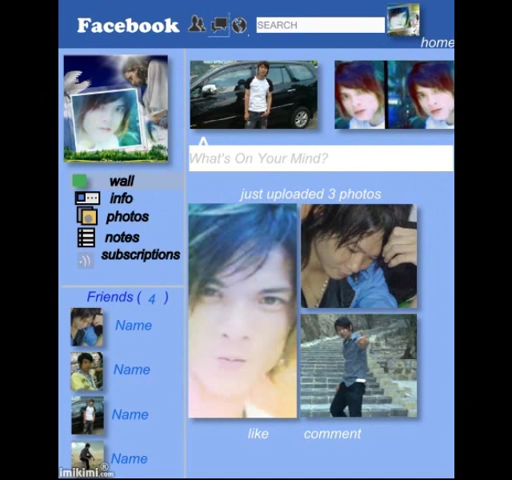 Facebook
SEARCH
home
What's On Your Mind?
just uploaded 3 photos
wall
info
photos
notes
subscriptions
Friends ( 4 )
Name
Name
Name
Name
like
comment
imikimi.com